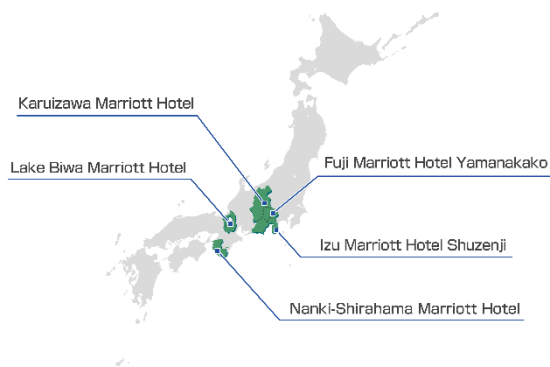 Karuizawa Marriott Hotel
Lake Biwa Marriott Hotel
Fuji Marriott Hotel Yamanakako
Izu Marriott Hotel Shuzenji
Nanki-Shirahama Marriott Hotel